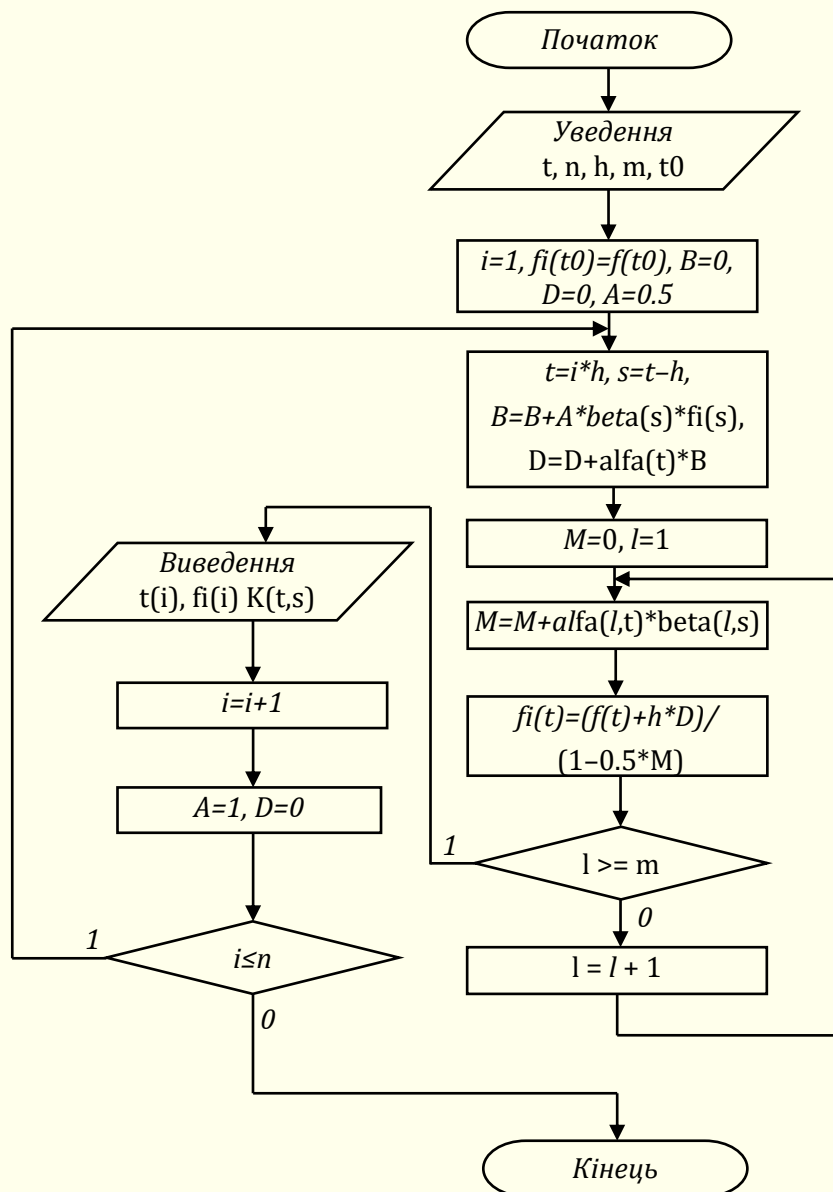 Початок
Уведення
t, n, h, m, t0
i=1, fi(t0)=f(t0), B=0,
D=0, A=0.5
t=i*h, s=t–h,
B=B+A*beta(s)*fi(s),
D=D+alfa(t)*B
M=0, l=1
M=M+alfa(l,t)*beta(l,s)
fi(t)=(f(t)+h*D)/
(1–0.5*M)
1
l >= m
0
l = l + 1
Виведення
t(i), fi(i) K(t,s)
i=i+1
A=1, D=0
1
i≤n
0
Кінець